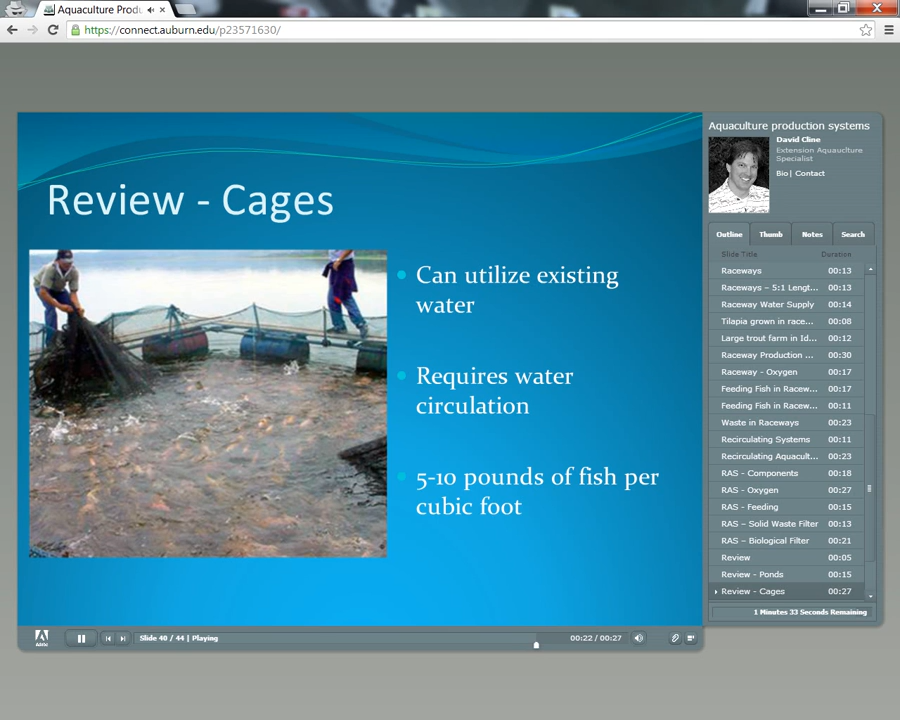 Aquaculture Produ
https://connect.auburn.edu/p23571630/
Review - Cages
Can utilize existing
water
Requires water
circulation
5-10 pounds of fish per
cubic foot
Aquaculture production systems
David Cline
Extension Aquauclture
Specialist
Bio| Contact
Outline Thumb Notes Search
Slide Title Duration
Raceways 00:13
Raceways – 5:1 Lengt... 00:13
Raceway Water Supply 00:14
Tilapia grown in race... 00:08
Large trout farm in Id... 00:12
Raceway Production ... 00:30
Raceway - Oxygen 00:17
Feeding Fish in Racew... 00:17
Feeding Fish in Racew... 00:11
Waste in Raceways 00:23
Recirculating Systems 00:11
Recirculating Aquacult... 00:23
RAS - Components 00:18
RAS - Oxygen 00:27
RAS - Feeding 00:15
RAS – Solid Waste Filter 00:13
RAS – Biological Filter 00:21
Review 00:05
Review - Ponds 00:15
Review - Cages 00:27
1 Minutes 33 Seconds Remaining
Adobe
Slide 40 / 44 | Playing
00:22 / 00:27